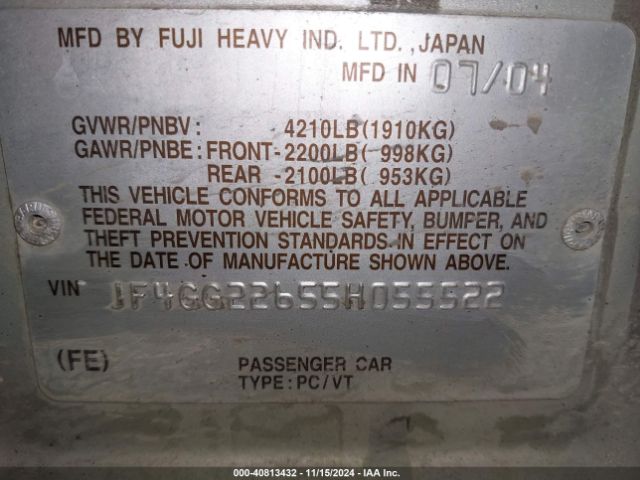 MFD BY FUJI HEAVY IND. LTD., JAPAN
MFD IN 07/04
GVWR/PNBV: 4210LB(1910KG)
GAWR/PNBE: FRONT-2200LB( 998KG)
REAR -2100LB( 953KG)
THIS VEHICLE CONFORMS TO ALL APPLICABLE
FEDERAL MOTOR VEHICLE SAFETY, BUMPER, AND
THEFT PREVENTION STANDARDS IN EFFECT ON
THE DATE OF MANUFACTURE SHOWN ABOVE.
VIN JF4GG22655H055522
(FE) PASSENGER CAR
TYPE: PC/VT
000-40813432 - 11/15/2024 - IAA Inc.